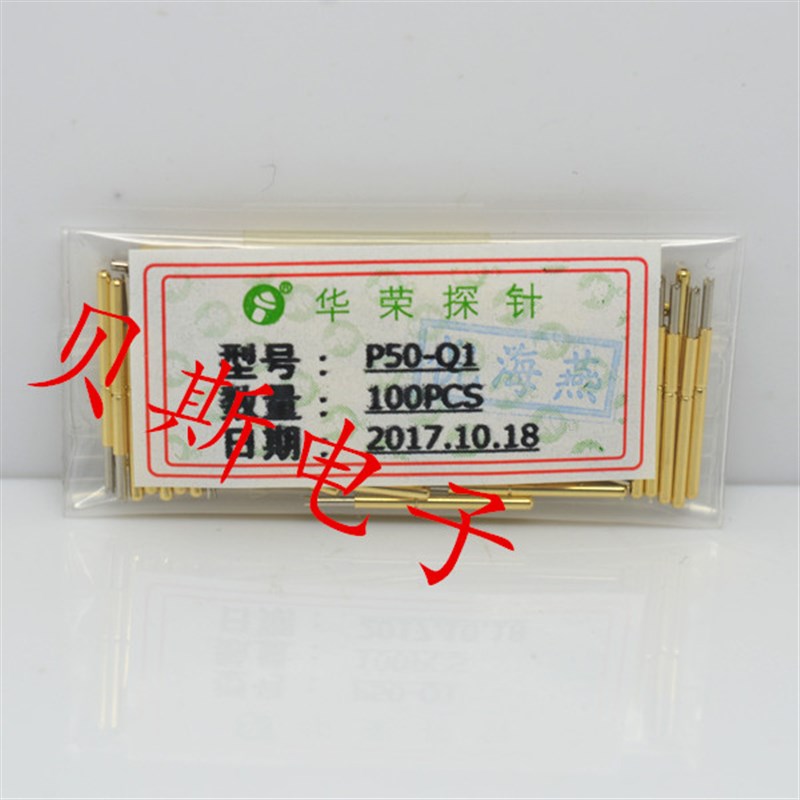 ® 华荣探针
型号： P50-Q1
数量： 100PCS
日期： 2017.10.18
海燕
贝斯电子